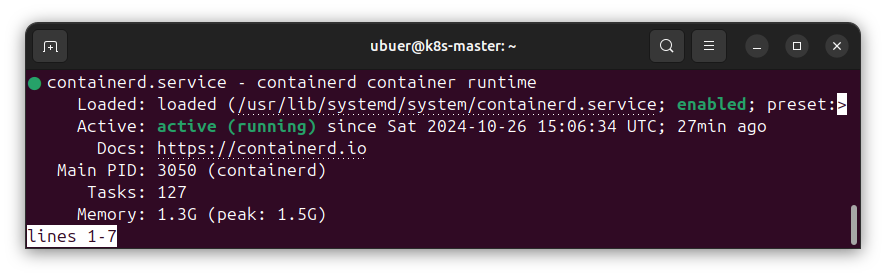 ubuer@k8s-master: ~
● containerd.service - containerd container runtime
Loaded: loaded (/usr/lib/systemd/system/containerd.service; enabled; preset:>
Active: active (running) since Sat 2024-10-26 15:06:34 UTC; 27min ago
Docs: https://containerd.io
Main PID: 3050 (containerd)
Tasks: 127
Memory: 1.3G (peak: 1.5G)
lines 1-7